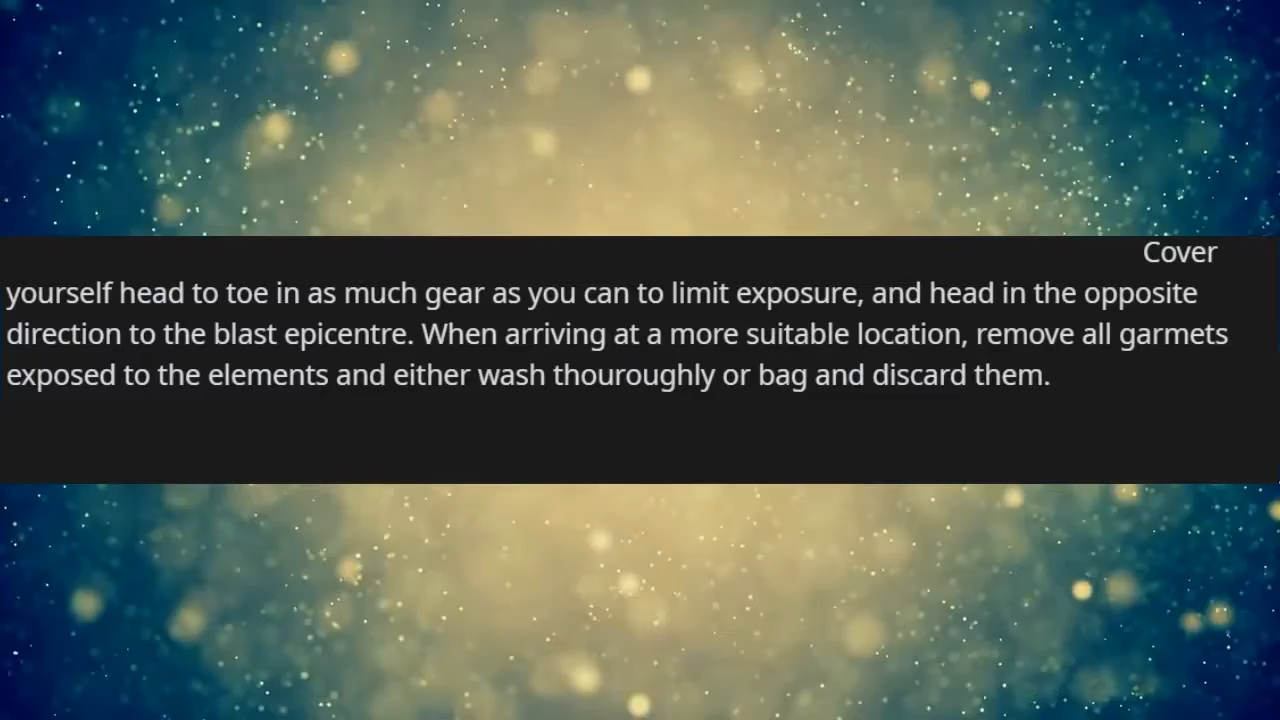 Cover
yourself head to toe in as much gear as you can to limit exposure, and head in the opposite
direction to the blast epicentre. When arriving at a more suitable location, remove all garmets
exposed to the elements and either wash thouroughly or bag and discard them.